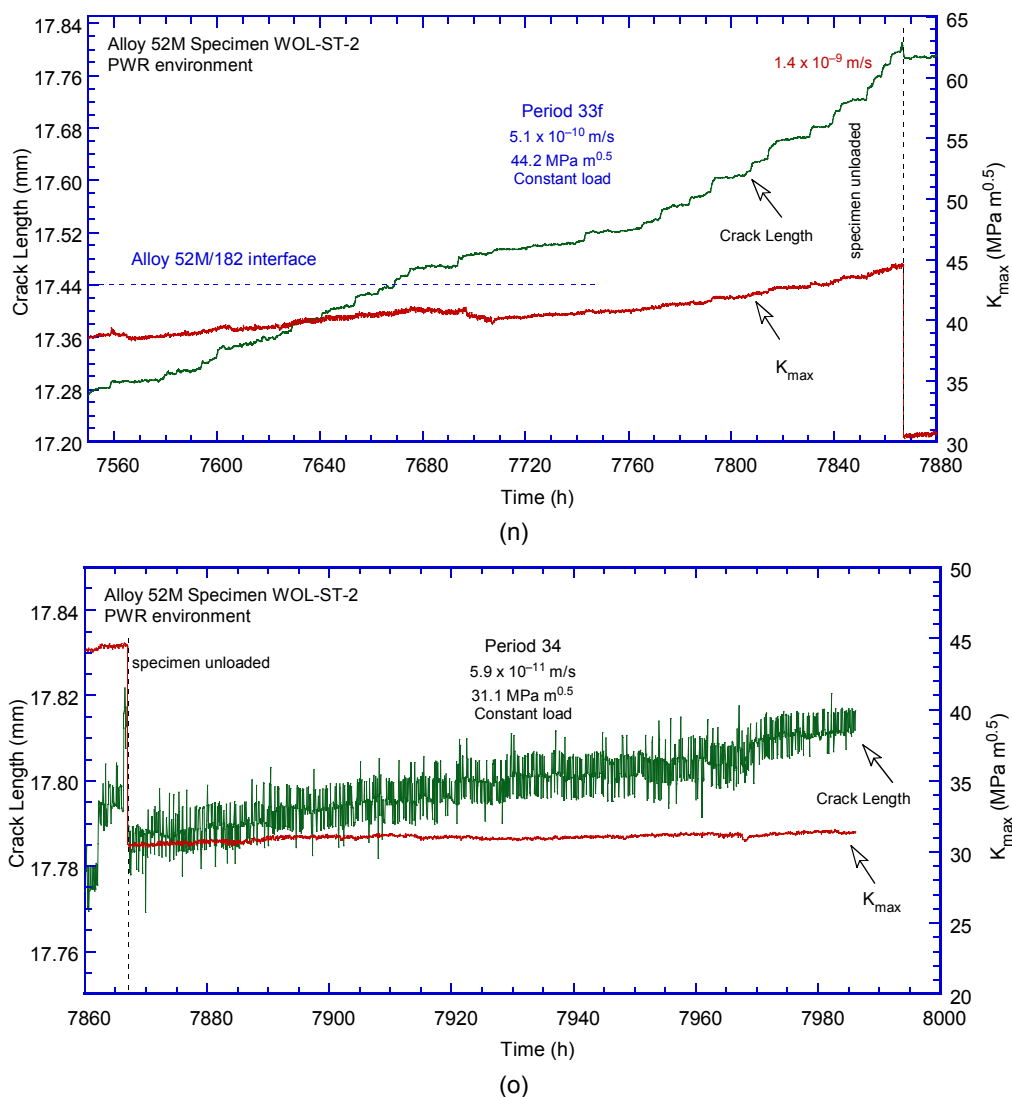 Alloy 52M Specimen WOL-ST-2
PWR environment
1.4 x 10⁻⁹ m/s
Period 33f
5.1 x 10⁻¹⁰ m/s
44.2 MPa m⁰·⁵
Constant load
specimen unloaded
Crack Length
Alloy 52M/182 interface
Kmax
Crack Length (mm)
17.84
17.76
17.68
17.60
17.52
17.44
17.36
17.28
17.20
Kmax (MPa m⁰·⁵)
65
60
55
50
45
40
35
30
7560 7600 7640 7680 7720 7760 7800 7840 7880
Time (h)
(n)
Alloy 52M Specimen WOL-ST-2
PWR environment
specimen unloaded
Period 34
5.9 x 10⁻¹¹ m/s
31.1 MPa m⁰·⁵
Constant load
Crack Length
Kmax
Crack Length (mm)
17.84
17.82
17.80
17.78
17.76
Kmax (MPa m⁰·⁵)
50
45
40
35
30
25
20
7860 7880 7900 7920 7940 7960 7980 8000
Time (h)
(o)